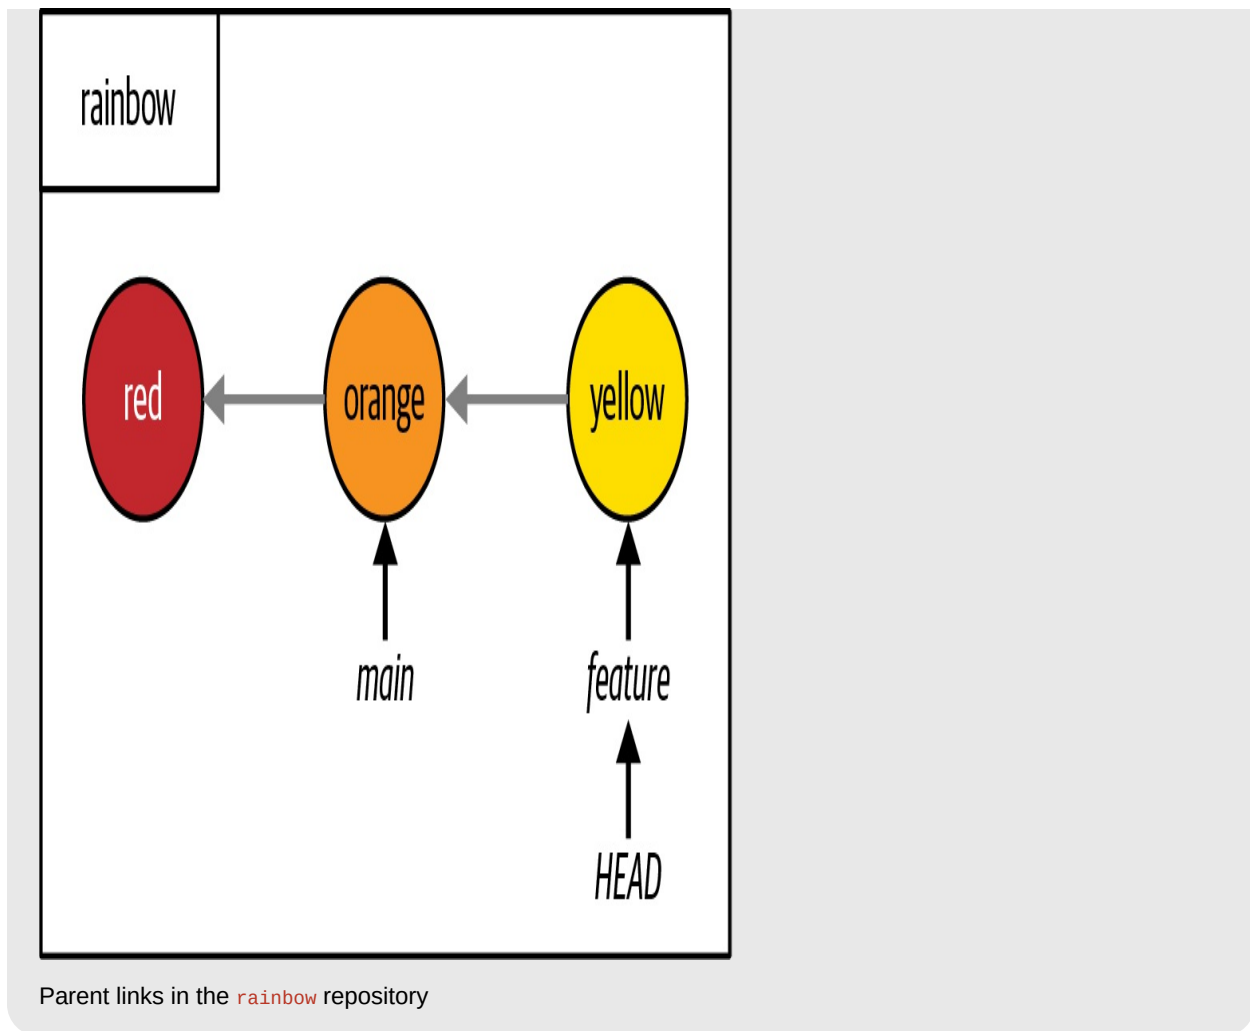 rainbow
red
orange
yellow
main
feature
HEAD
Parent links in the rainbow repository